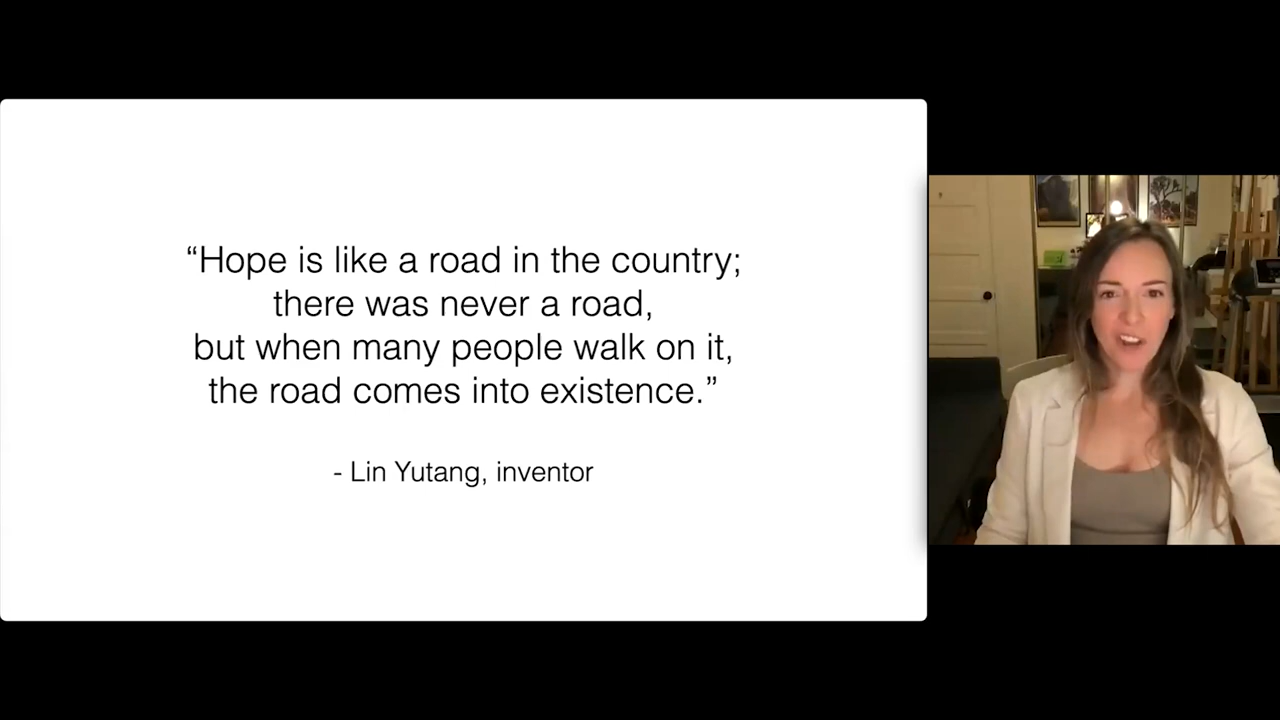 “Hope is like a road in the country;
there was never a road,
but when many people walk on it,
the road comes into existence.”
- Lin Yutang, inventor